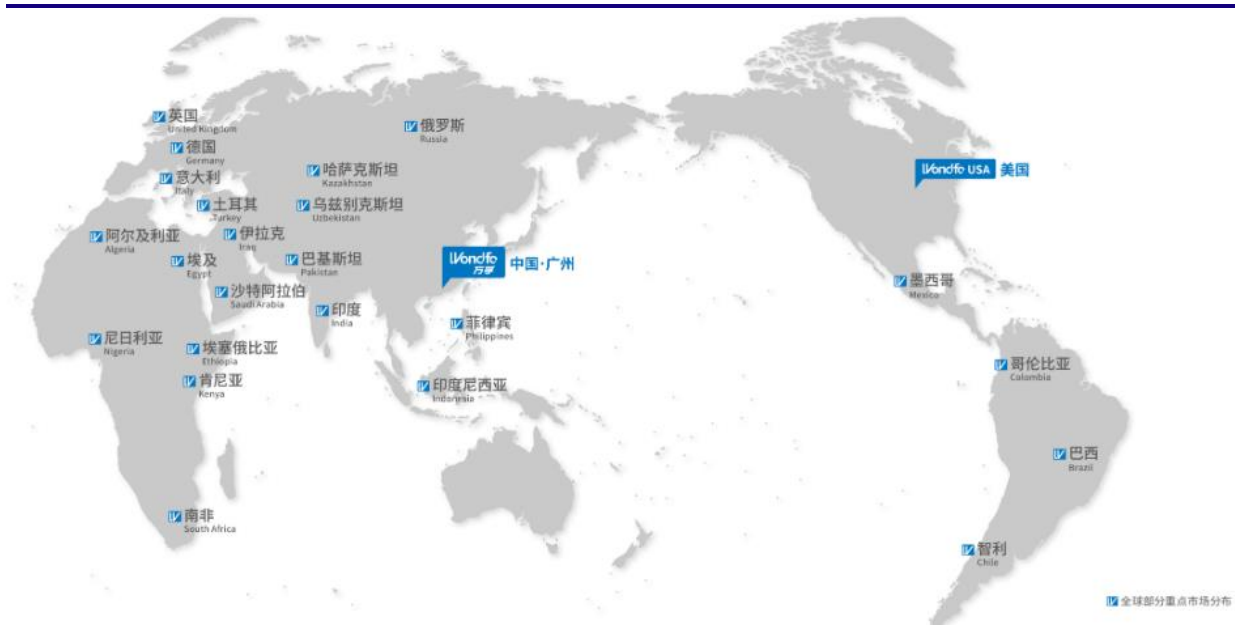 英国
United Kingdom
俄罗斯
Russia
德国
Germany
哈萨克斯坦
Kazakhstan
Wondfo USA 美国
意大利
Italy
土耳其
Turkey
乌兹别克斯坦
Uzbekistan
阿尔及利亚
Algeria
伊拉克
Iraq
埃及
Egypt
巴基斯坦
Pakistan
Wondfo
万孚
中国·广州
墨西哥
Mexico
沙特阿拉伯
Saudi Arabia
印度
India
菲律宾
Philippines
尼日利亚
Nigeria
埃塞俄比亚
Ethiopia
哥伦比亚
Colombia
肯尼亚
Kenya
印度尼西亚
Indonesia
巴西
Brazil
南非
South Africa
智利
Chile
全球部分重点市场分布